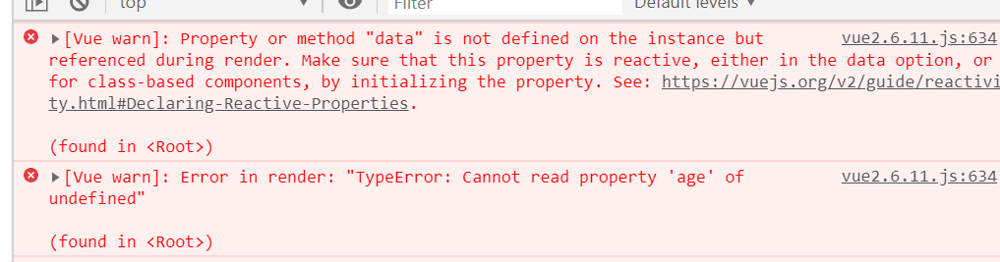 top
Filter
Default levels
[Vue warn]: Property or method "data" is not defined on the instance but vue2.6.11.js:634
referenced during render. Make sure that this property is reactive, either in the data option, or
for class-based components, by initializing the property. See: https://vuejs.org/v2/guide/reactivi
ty.html#Declaring-Reactive-Properties.
(found in <Root>)
[Vue warn]: Error in render: "TypeError: Cannot read property 'age' of vue2.6.11.js:634
undefined"
(found in <Root>)